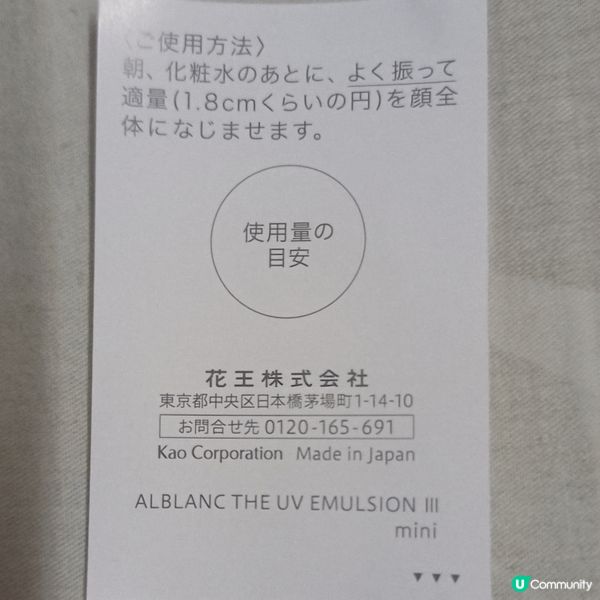 〈ご使用方法〉
朝、化粧水のあとに、よく振って
適量(1.8cmくらいの円)を顔全
体になじませます。
使用量の
目安
花王株式会社
東京都中央区日本橋茅場町1-14-10
お問合せ先 0120-165-691
Kao Corporation Made in Japan
ALBLANC THE UV EMULSION III
mini
▼▼▼
U Community